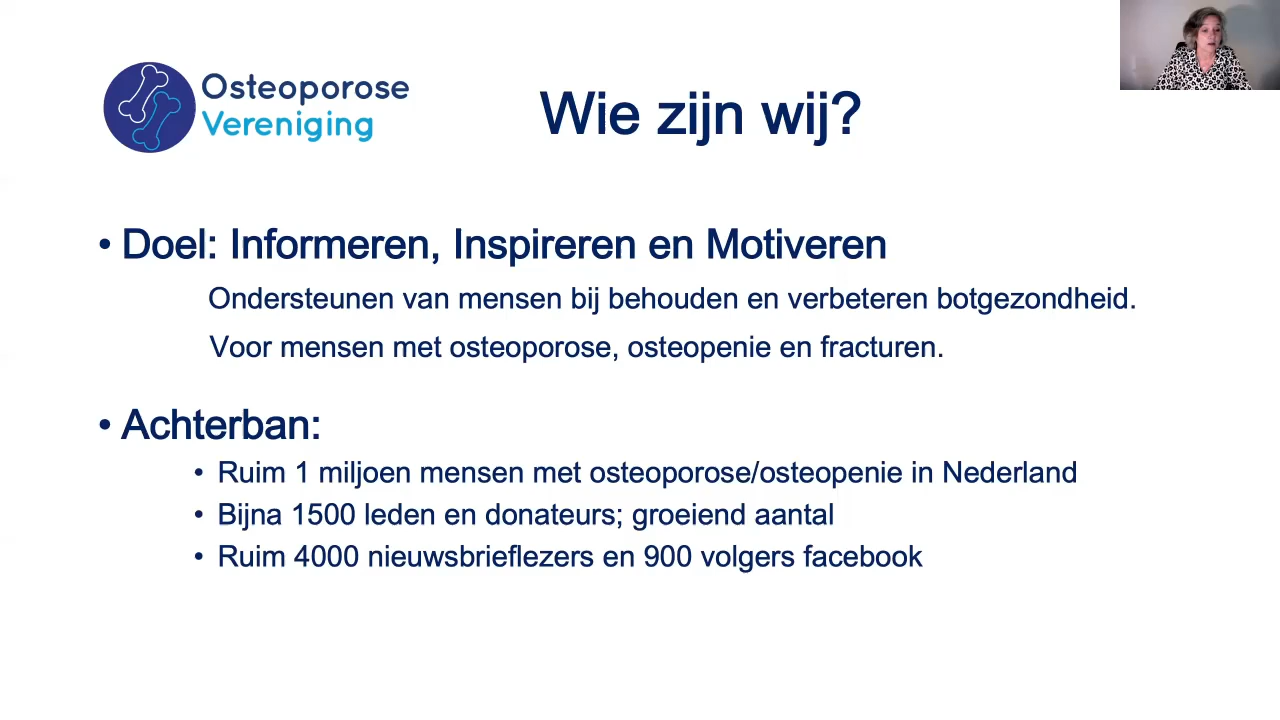 Osteoporose
Vereniging
Wie zijn wij?
• Doel: Informeren, Inspireren en Motiveren
Ondersteunen van mensen bij behouden en verbeteren botgezondheid.
Voor mensen met osteoporose, osteopenie en fracturen.
• Achterban:
• Ruim 1 miljoen mensen met osteoporose/osteopenie in Nederland
• Bijna 1500 leden en donateurs; groeiend aantal
• Ruim 4000 nieuwsbrieflezers en 900 volgers facebook